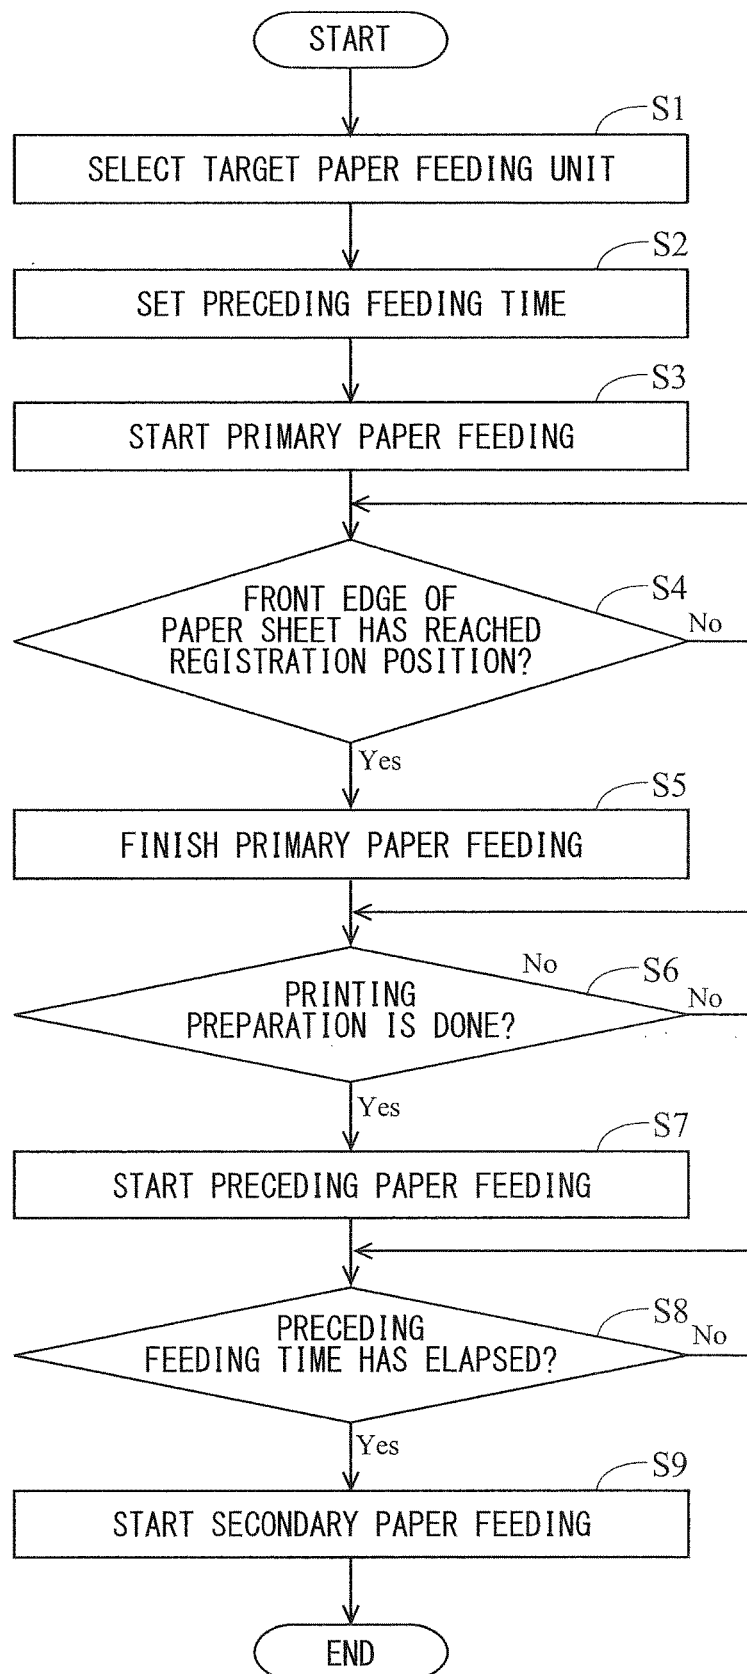 START
S1
SELECT TARGET PAPER FEEDING UNIT
S2
SET PRECEDING FEEDING TIME
S3
START PRIMARY PAPER FEEDING
S4
FRONT EDGE OF
PAPER SHEET HAS REACHED
REGISTRATION POSITION?
No
Yes
S5
FINISH PRIMARY PAPER FEEDING
No
S6
PRINTING
PREPARATION IS DONE?
No
Yes
S7
START PRECEDING PAPER FEEDING
S8
PRECEDING
FEEDING TIME HAS ELAPSED?
No
Yes
S9
START SECONDARY PAPER FEEDING
END